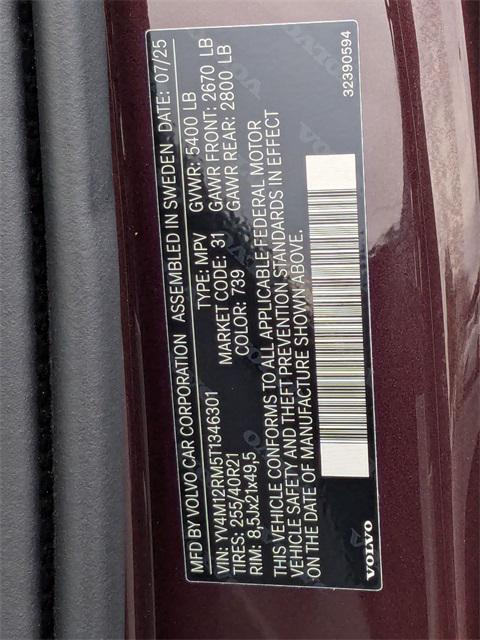 MFD BY VOLVO CAR CORPORATION ASSEMBLED IN SWEDEN DATE: 07/25
VIN: YV4M12RM5T1346301 TYPE: MPV GVWR: 5400 LB
TIRES: 255/40R21 MARKET CODE: 31 GAWR FRONT: 2670 LB
RIM: 8,5Jx21x49,5 COLOR: 739 GAWR REAR: 2800 LB
THIS VEHICLE CONFORMS TO ALL APPLICABLE FEDERAL MOTOR
VEHICLE SAFETY AND THEFT PREVENTION STANDARDS IN EFFECT
ON THE DATE OF MANUFACTURE SHOWN ABOVE.
VOLVO
32390594